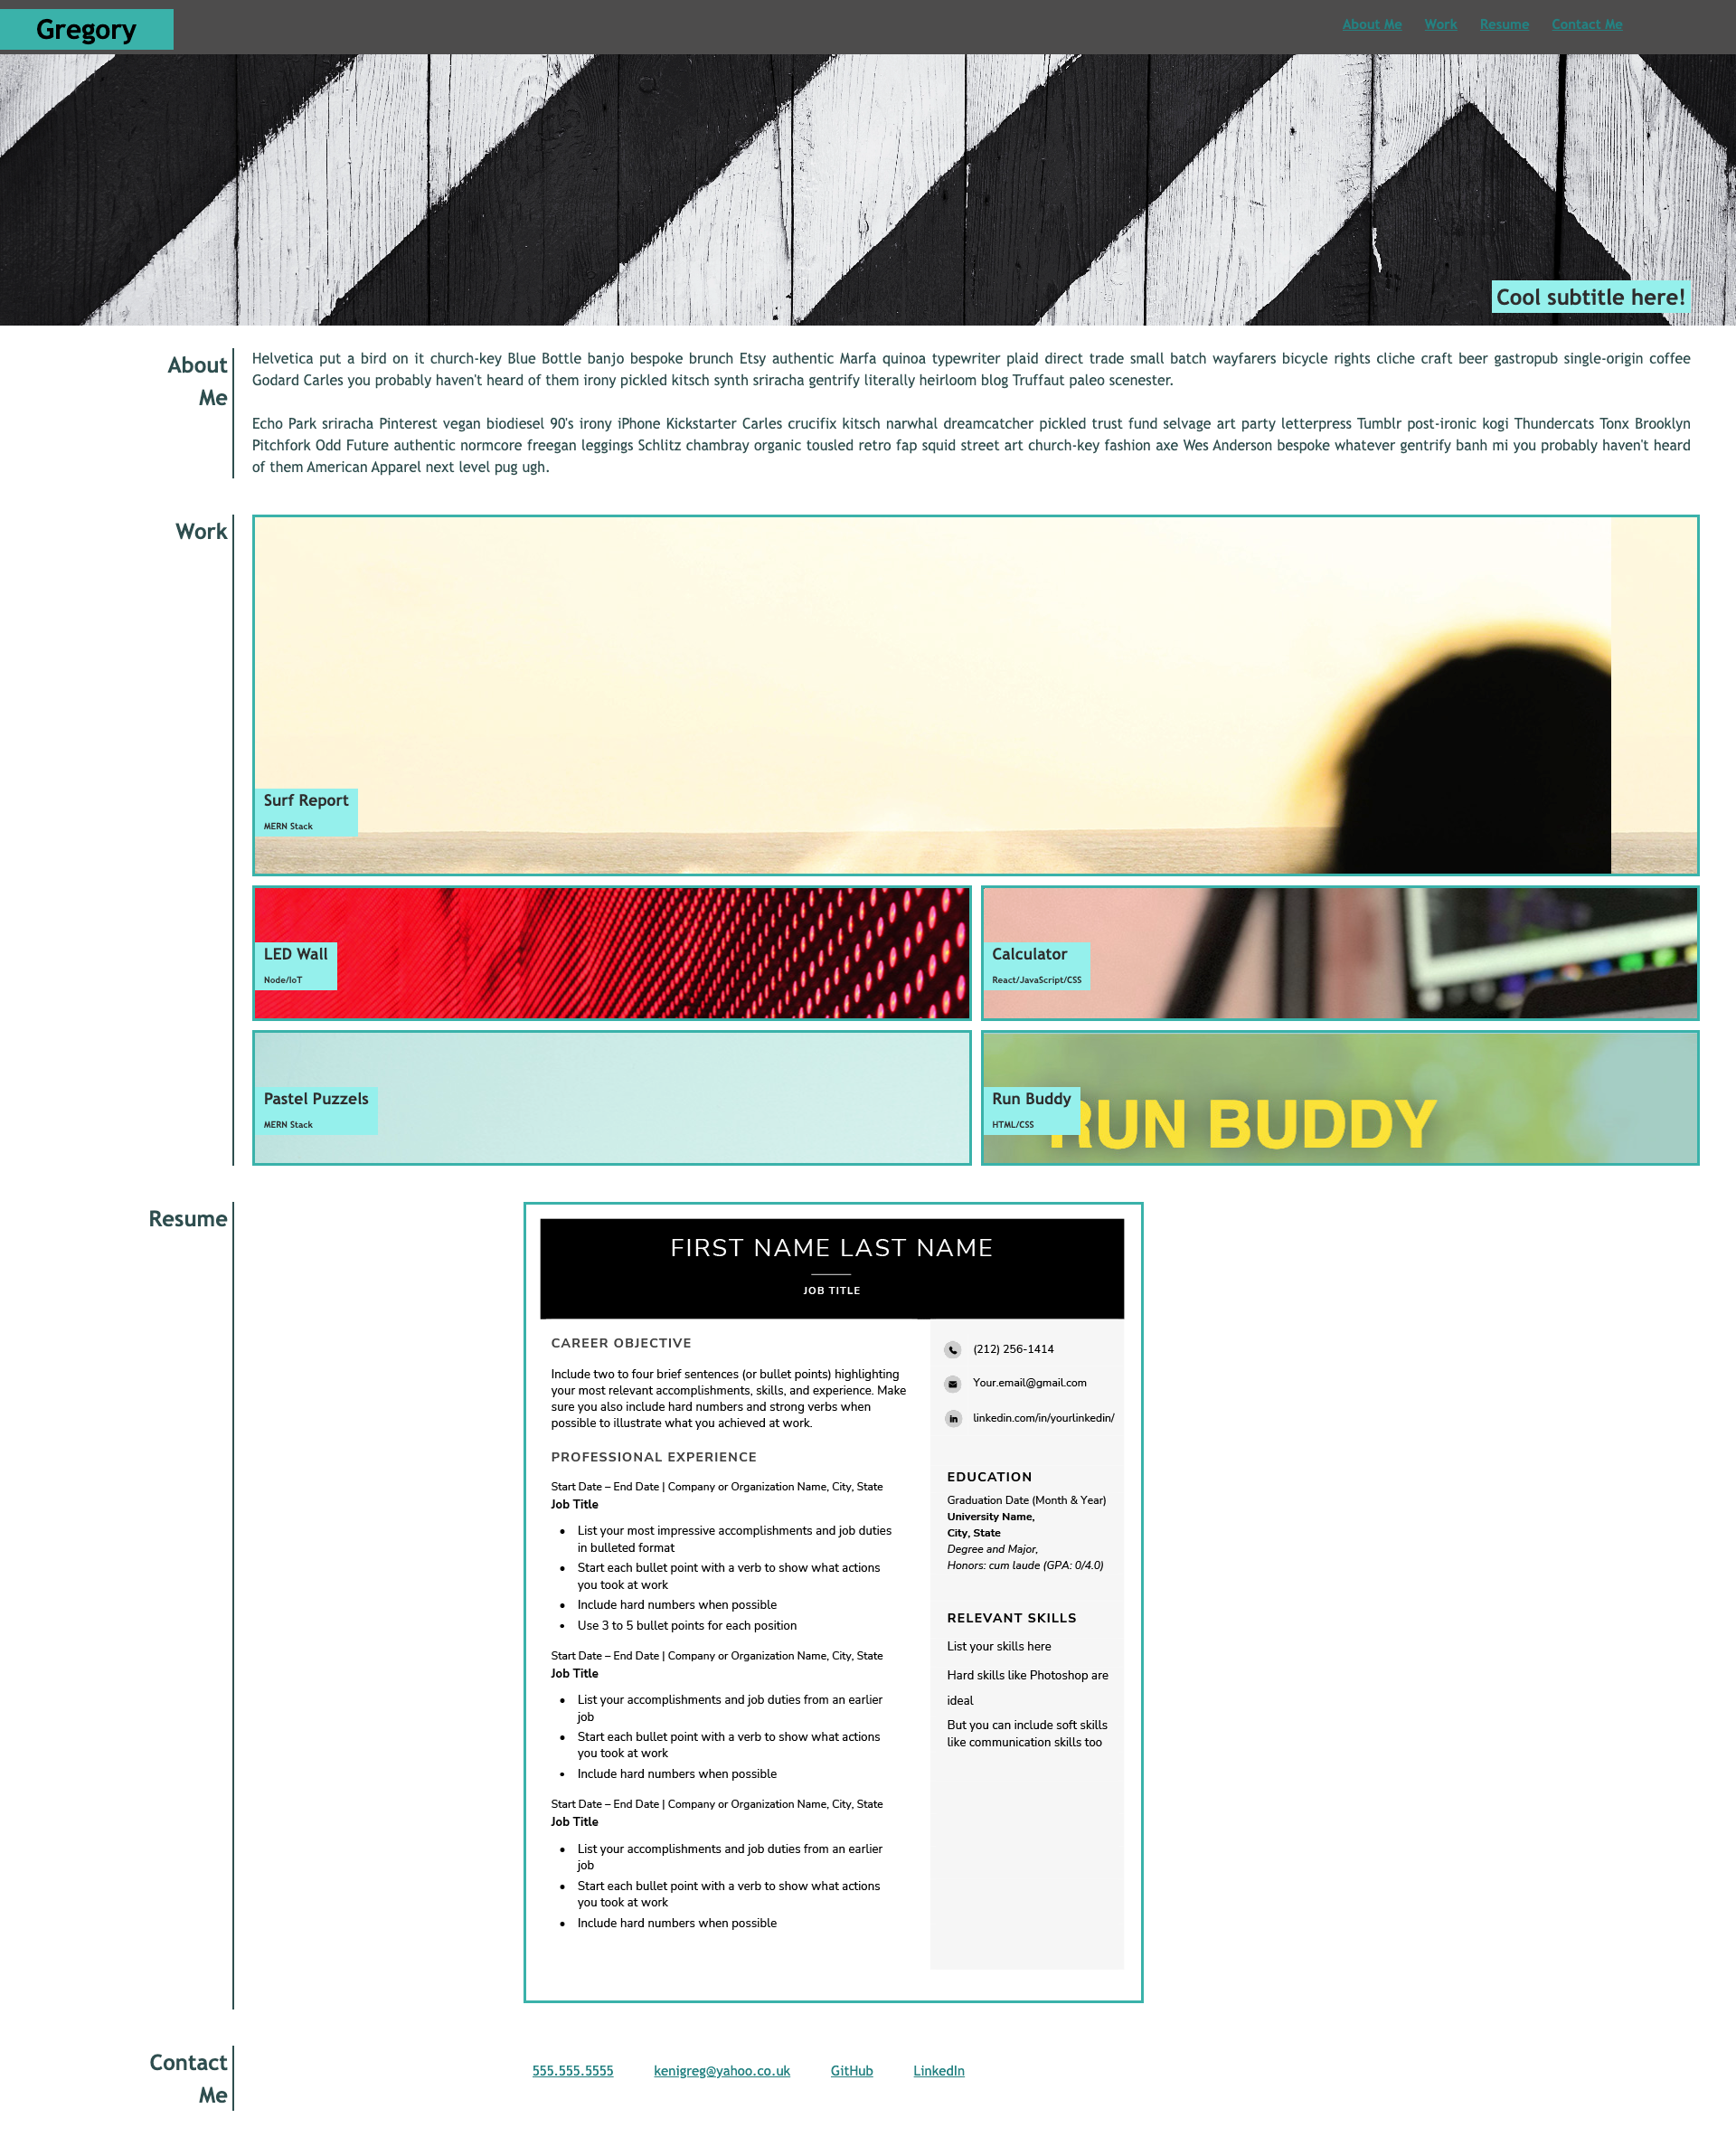 Gregory
About Me Work Resume Contact Me
Cool subtitle here!
About
Me
Helvetica put a bird on it church-key Blue Bottle banjo bespoke brunch Etsy authentic Marfa quinoa typewriter plaid direct trade small batch wayfarers bicycle rights cliche craft beer gastropub single-origin coffee
Godard Carles you probably haven't heard of them irony pickled kitsch synth sriracha gentrify literally heirloom blog Truffaut paleo scenester.
Echo Park sriracha Pinterest vegan biodiesel 90's irony iPhone Kickstarter Carles crucifix kitsch narwhal dreamcatcher pickled trust fund selvage art party letterpress Tumblr post-ironic kogi Thundercats Tonx Brooklyn
Pitchfork Odd Future authentic normcore freegan leggings Schlitz chambray organic tousled retro fap squid street art church-key fashion axe Wes Anderson bespoke whatever gentrify banh mi you probably haven't heard
of them American Apparel next level pug ugh.
Work
Surf Report
MERN Stack
LED Wall
Node/IoT
Calculator
React/JavaScript/CSS
Pastel Puzzels
MERN Stack
Run Buddy
HTML/CSS
RUN BUDDY
Resume
FIRST NAME LAST NAME
JOB TITLE
CAREER OBJECTIVE
Include two to four brief sentences (or bullet points) highlighting
your most relevant accomplishments, skills, and experience. Make
sure you also include hard numbers and strong verbs when
possible to illustrate what you achieved at work.
PROFESSIONAL EXPERIENCE
Start Date – End Date | Company or Organization Name, City, State
Job Title
• List your most impressive accomplishments and job duties
in bulleted format
• Start each bullet point with a verb to show what actions
you took at work
• Include hard numbers when possible
• Use 3 to 5 bullet points for each position
Start Date – End Date | Company or Organization Name, City, State
Job Title
• List your accomplishments and job duties from an earlier
job
• Start each bullet point with a verb to show what actions
you took at work
• Include hard numbers when possible
Start Date – End Date | Company or Organization Name, City, State
Job Title
• List your accomplishments and job duties from an earlier
job
• Start each bullet point with a verb to show what actions
you took at work
• Include hard numbers when possible
(212) 256-1414
Your.email@gmail.com
linkedin.com/in/yourlinkedin/
EDUCATION
Graduation Date (Month & Year)
University Name,
City, State
Degree and Major,
Honors: cum laude (GPA: 0/4.0)
RELEVANT SKILLS
List your skills here
Hard skills like Photoshop are
ideal
But you can include soft skills
like communication skills too
Contact
Me
555.555.5555 kenigreg@yahoo.co.uk GitHub LinkedIn